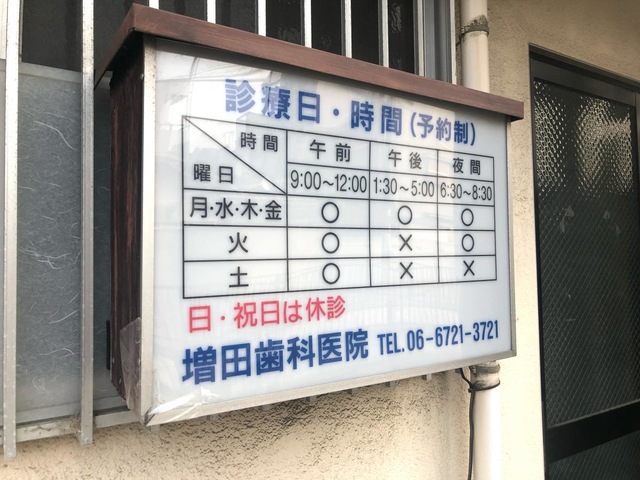 診療日・時間(予約制)
時間 午前 午後 夜間
曜日 9:00～12:00 1:30～5:00 6:30～8:30
月・水・木・金 ○ ○ ○
火 ○ × ○
土 ○ × ×
日・祝日は休診
増田歯科医院 TEL. 06-6721-3721